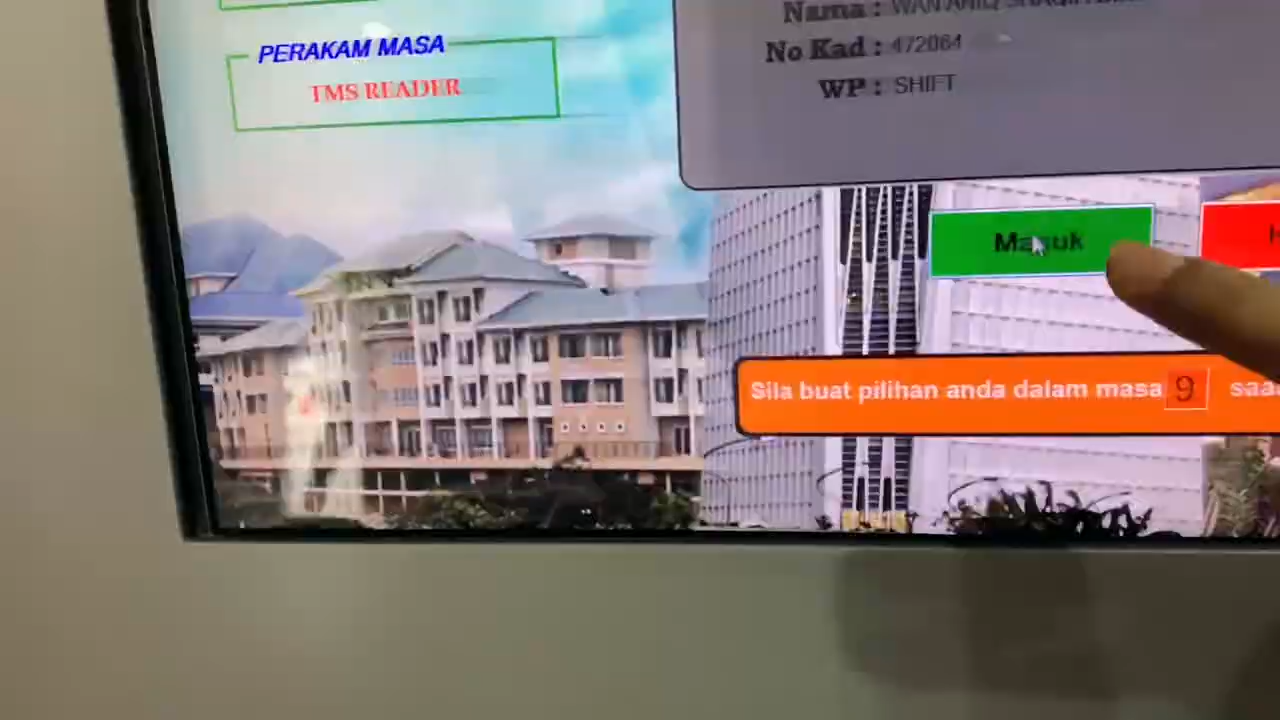 PERAKAM MASA
TMS READER
Nama :
No Kad : 472064
WP : SHIFT
Masuk
Sila buat pilihan anda dalam masa 9